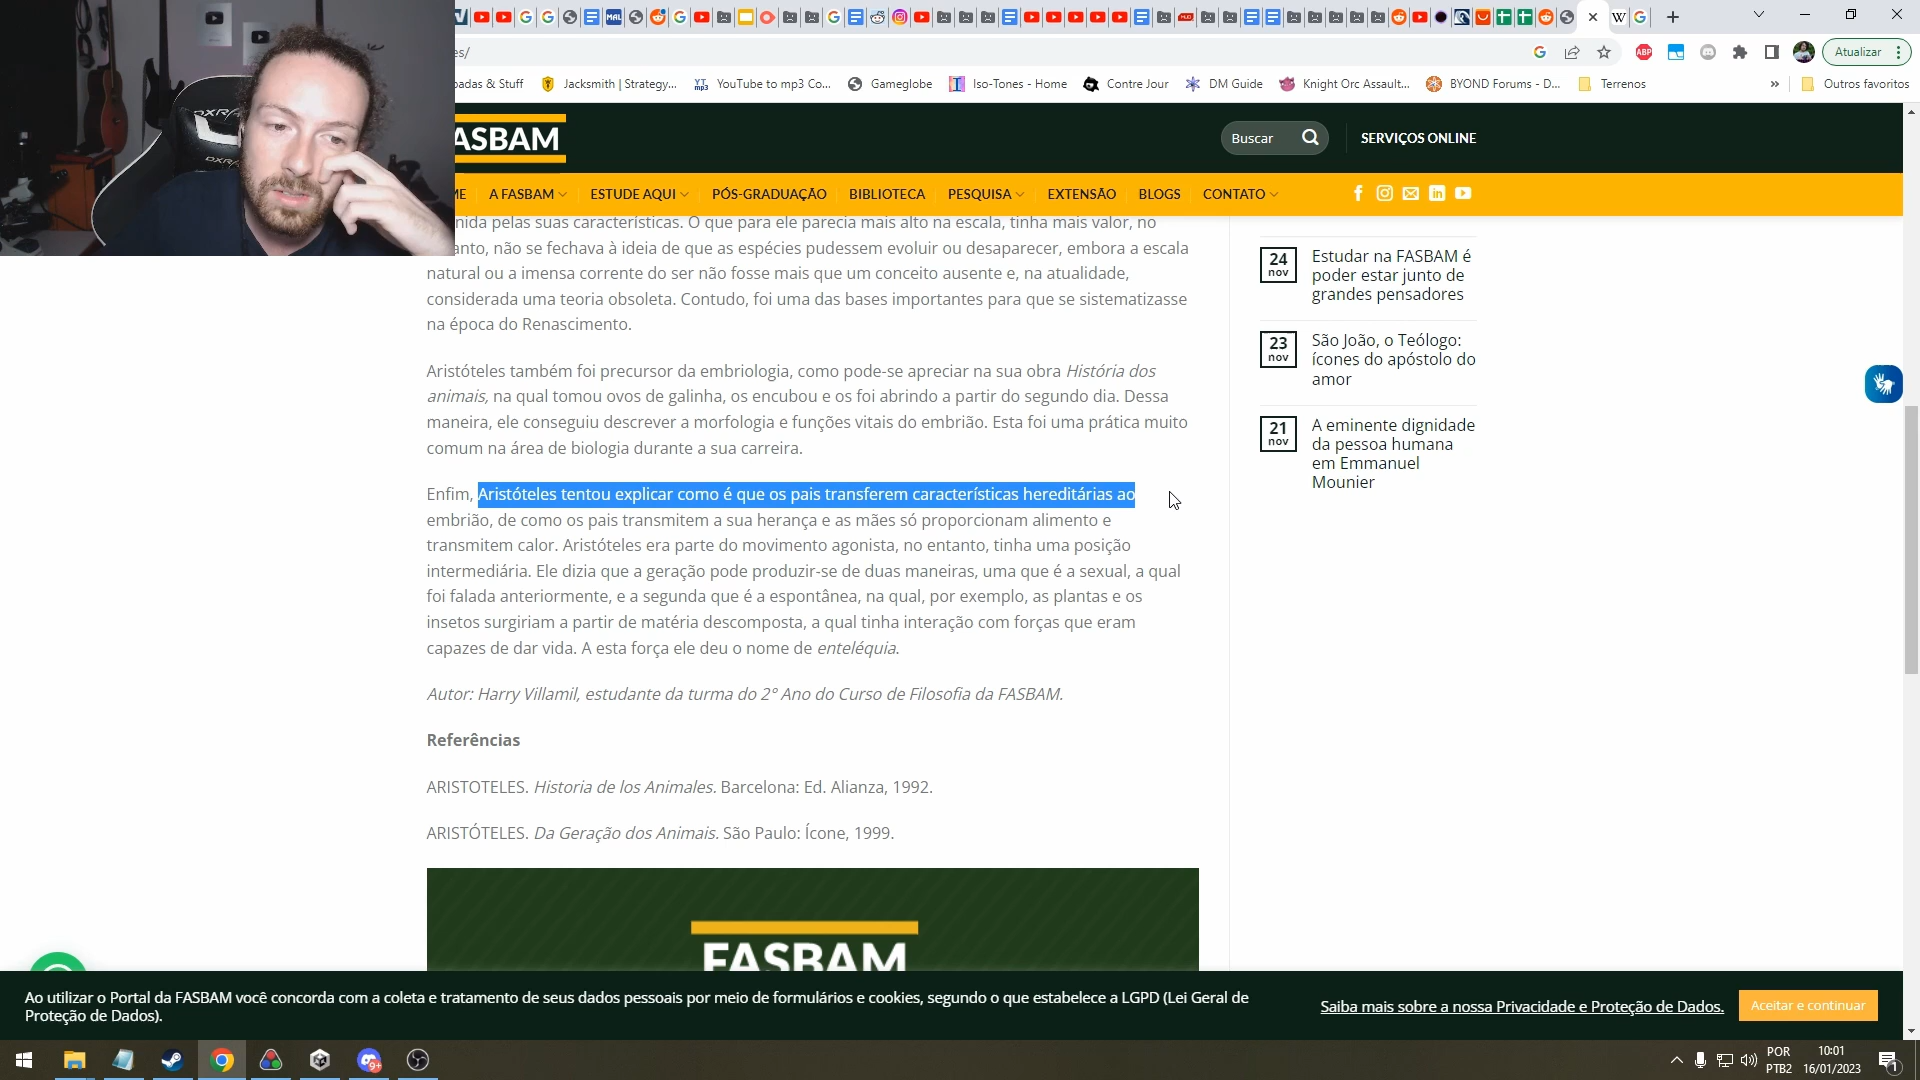 es/
Atualizar
padas & Stuff
Jacksmith | Strategy...
YouTube to mp3 Co...
Gameglobe
Iso-Tones - Home
Contre Jour
DM Guide
Knight Orc Assault...
BYOND Forums - D...
Terrenos
»
Outros favoritos
ASBAM
Buscar
SERVIÇOS ONLINE
ME
A FASBAM
ESTUDE AQUI
PÓS-GRADUAÇÃO
BIBLIOTECA
PESQUISA
EXTENSÃO
BLOGS
CONTATO
nida pelas suas características. O que para ele parecia mais alto na escala, tinha mais valor, no
anto, não se fechava à ideia de que as espécies pudessem evoluir ou desaparecer, embora a escala
natural ou a imensa corrente do ser não fosse mais que um conceito ausente e, na atualidade,
considerada uma teoria obsoleta. Contudo, foi uma das bases importantes para que se sistematizasse
na época do Renascimento.
Aristóteles também foi precursor da embriologia, como pode-se apreciar na sua obra História dos
animais, na qual tomou ovos de galinha, os encubou e os foi abrindo a partir do segundo dia. Dessa
maneira, ele conseguiu descrever a morfologia e funções vitais do embrião. Esta foi uma prática muito
comum na área de biologia durante a sua carreira.
Enfim, Aristóteles tentou explicar como é que os pais transferem características hereditárias ao
embrião, de como os pais transmitem a sua herança e as mães só proporcionam alimento e
transmitem calor. Aristóteles era parte do movimento agonista, no entanto, tinha uma posição
intermediária. Ele dizia que a geração pode produzir-se de duas maneiras, uma que é a sexual, a qual
foi falada anteriormente, e a segunda que é a espontânea, na qual, por exemplo, as plantas e os
insetos surgiriam a partir de matéria descomposta, a qual tinha interação com forças que eram
capazes de dar vida. A esta força ele deu o nome de enteléquia.
Autor: Harry Villamil, estudante da turma do 2° Ano do Curso de Filosofia da FASBAM.
Referências
ARISTOTELES. Historia de los Animales. Barcelona: Ed. Alianza, 1992.
ARISTÓTELES. Da Geração dos Animais. São Paulo: Ícone, 1999.
FASBAM
24
nov
Estudar na FASBAM é
poder estar junto de
grandes pensadores
23
nov
São João, o Teólogo:
ícones do apóstolo do
amor
21
nov
A eminente dignidade
da pessoa humana
em Emmanuel
Mounier
Ao utilizar o Portal da FASBAM você concorda com a coleta e tratamento de seus dados pessoais por meio de formulários e cookies, segundo o que estabelece a LGPD (Lei Geral de
Proteção de Dados).
Saiba mais sobre a nossa Privacidade e Proteção de Dados.
Aceitar e continuar
POR
PTB2
10:01
16/01/2023